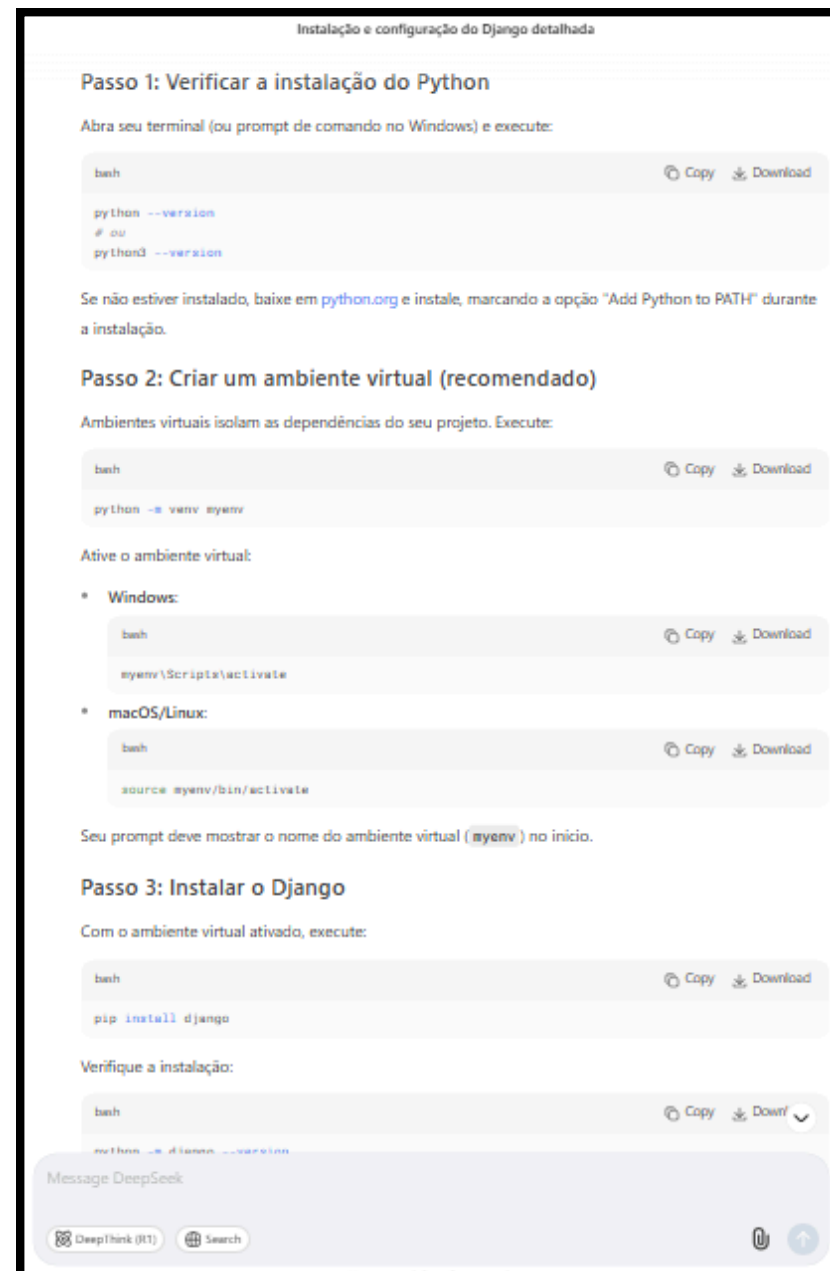 Instalação e configuração do Django detalhada
Passo 1: Verificar a instalação do Python
Abra seu terminal (ou prompt de comando no Windows) e execute:
bash Copy Download
python --version
# ou
python3 --version
Se não estiver instalado, baixe em python.org e instale, marcando a opção "Add Python to PATH" durante
a instalação.
Passo 2: Criar um ambiente virtual (recomendado)
Ambientes virtuais isolam as dependências do seu projeto. Execute:
bash Copy Download
python -m venv myenv
Ative o ambiente virtual:
• Windows:
bash Copy Download
myenv\Scripts\activate
• macOS/Linux:
bash Copy Download
source myenv/bin/activate
Seu prompt deve mostrar o nome do ambiente virtual ( myenv ) no início.
Passo 3: Instalar o Django
Com o ambiente virtual ativado, execute:
bash Copy Download
pip install django
Verifique a instalação:
bash Copy Downl
python -m django --version
Message DeepSeek
DeepThink (R1) Search